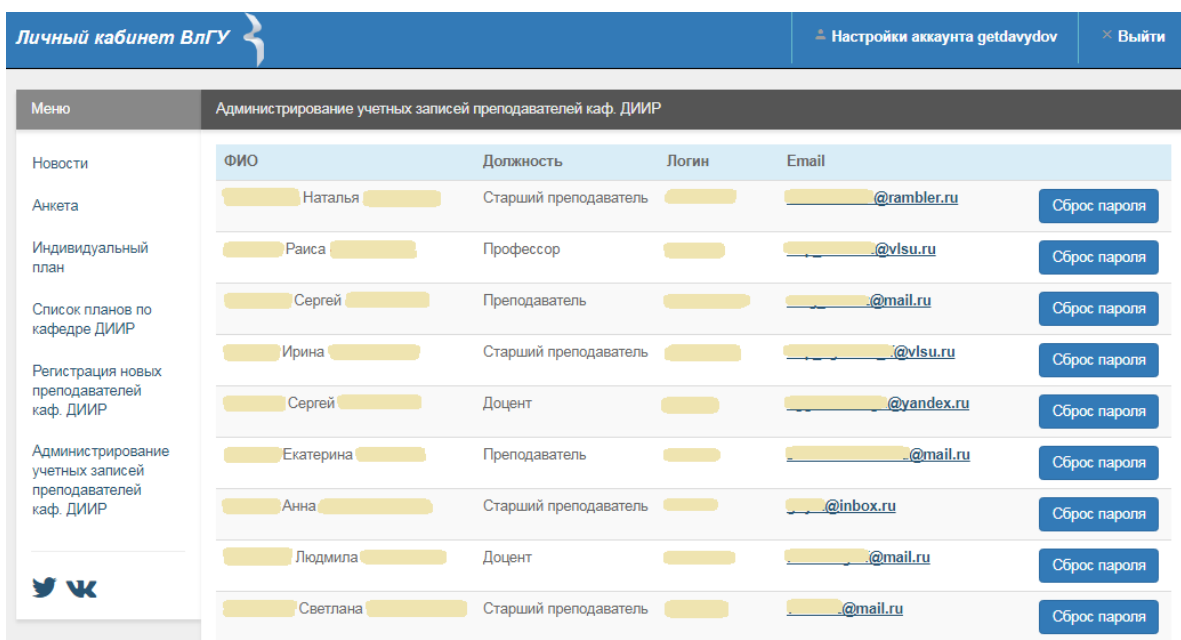 Личный кабинет ВлГУ
Настройки аккаунта getdavydov
Выйти
Меню
Администрирование учетных записей преподавателей каф. ДИИР
Новости
Анкета
Индивидуальный
план
Список планов по
кафедре ДИИР
Регистрация новых
преподавателей
каф. ДИИР
Администрирование
учетных записей
преподавателей
каф. ДИИР
ФИО Должность Логин Email
Наталья Старший преподаватель @rambler.ru Сброс пароля
Раиса Профессор @vlsu.ru Сброс пароля
Сергей Преподаватель @mail.ru Сброс пароля
Ирина Старший преподаватель @vlsu.ru Сброс пароля
Сергей Доцент @yandex.ru Сброс пароля
Екатерина Преподаватель @mail.ru Сброс пароля
Анна Старший преподаватель @inbox.ru Сброс пароля
Людмила Доцент @mail.ru Сброс пароля
Светлана Старший преподаватель @mail.ru Сброс пароля